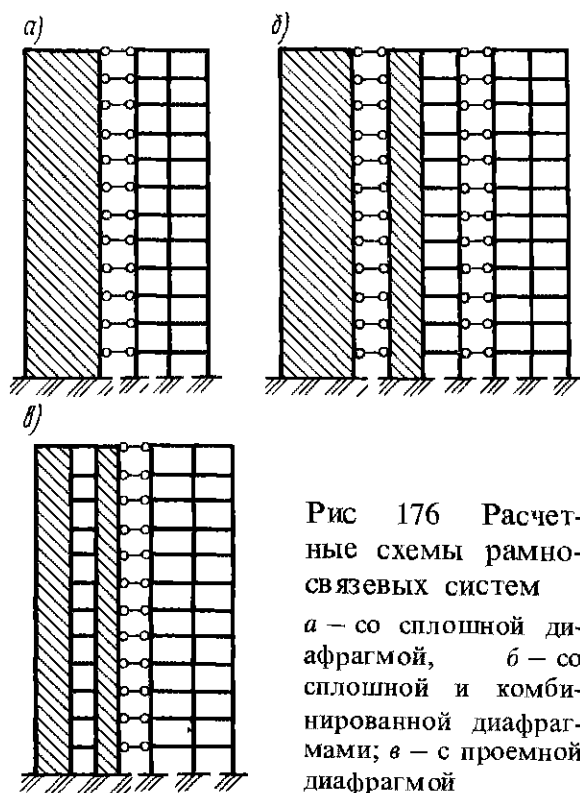 а)
б)
в)
Рис 176 Расчет-
ные схемы рамно-
связевых систем
а – со сплошной ди-
афрагмой, б – со
сплошной и комби-
нированной диафраг-
мами; в – с проемной
диафрагмой